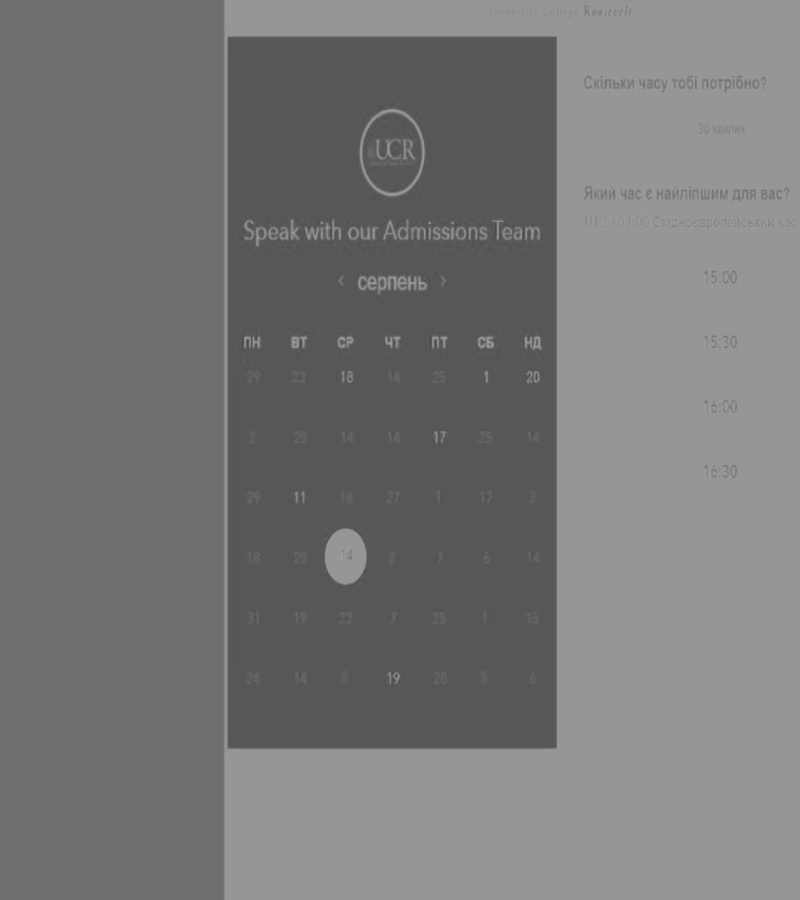 University College Roosevelt
UCR
Speak with our Admissions Team
‹ серпень ›
ПН ВТ СР ЧТ ПТ СБ НД
29 23 18 14 25 1 20
2 28 14 14 17 25 14
29 11 18 27 1 17 3
18 20 14 2 7 6 14
31 19 23 7 25 1 15
24 14 5 19 28 6
Скільки часу тобі потрібно?
30 хвилин
Який час є найліпшим для вас?
UTC +03:00 Східноєвропейський час
15:00
15:30
16:00
16:30